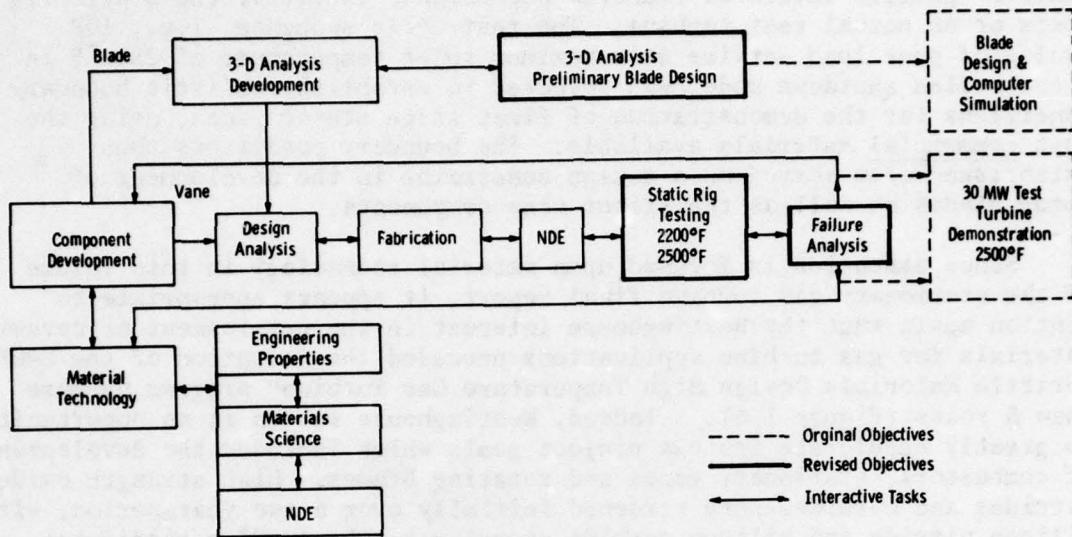 Blade
3-D Analysis
Development
3-D Analysis
Preliminary Blade Design
Blade
Design &
Computer
Simulation
Vane
Component
Development
Design
Analysis
Fabrication
NDE
Static Rig
Testing
2200°F
2500°F
Failure
Analysis
30 MW Test
Turbine
Demonstration
2500°F
Material
Technology
Engineering
Properties
Materials
Science
NDE
Orginal Objectives
Revised Objectives
Interactive Tasks